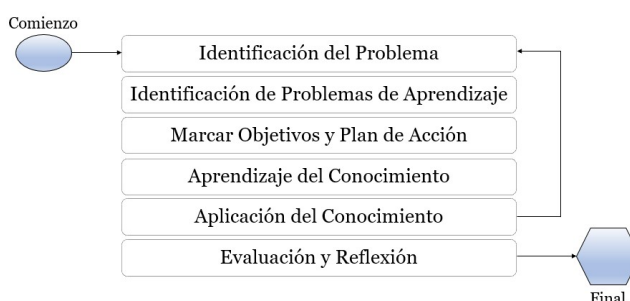 Comienzo
Identificación del Problema
Identificación de Problemas de Aprendizaje
Marcar Objetivos y Plan de Acción
Aprendizaje del Conocimiento
Aplicación del Conocimiento
Evaluación y Reflexión
Final